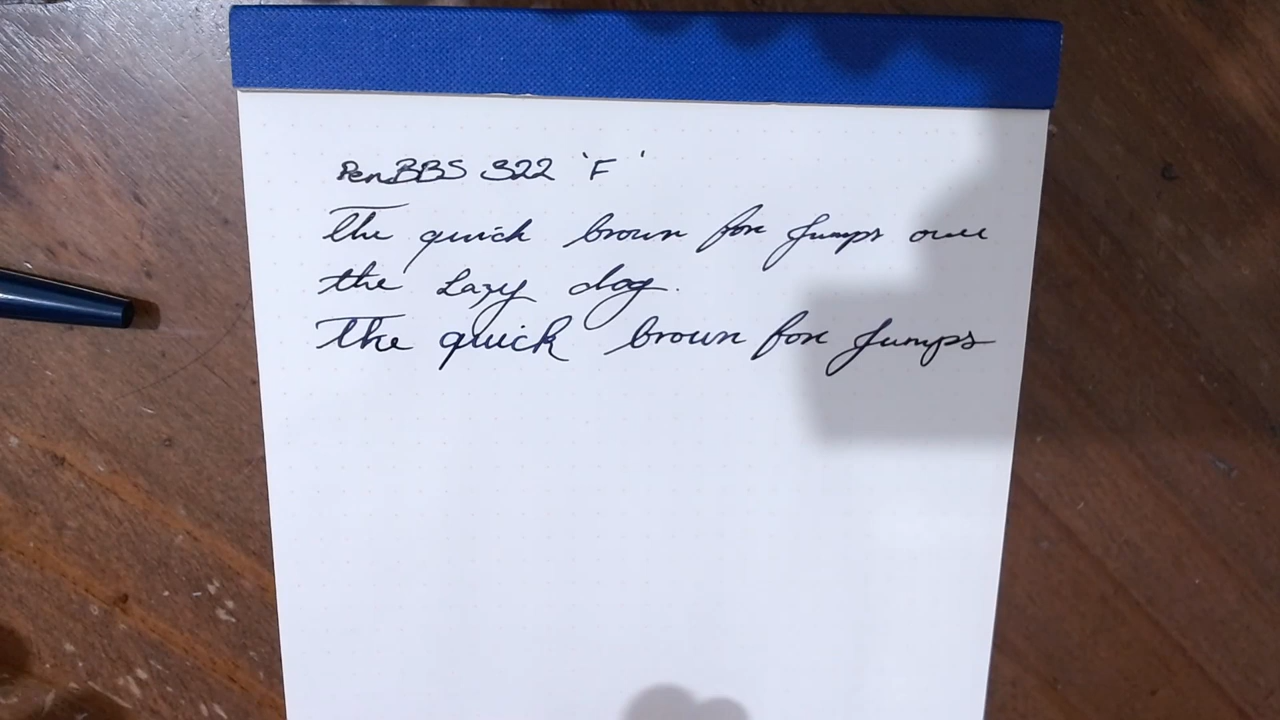 PenBBS 322 'F'
The quick brown fox jumps over
the Lazy dog.
The quick brown fox jumps